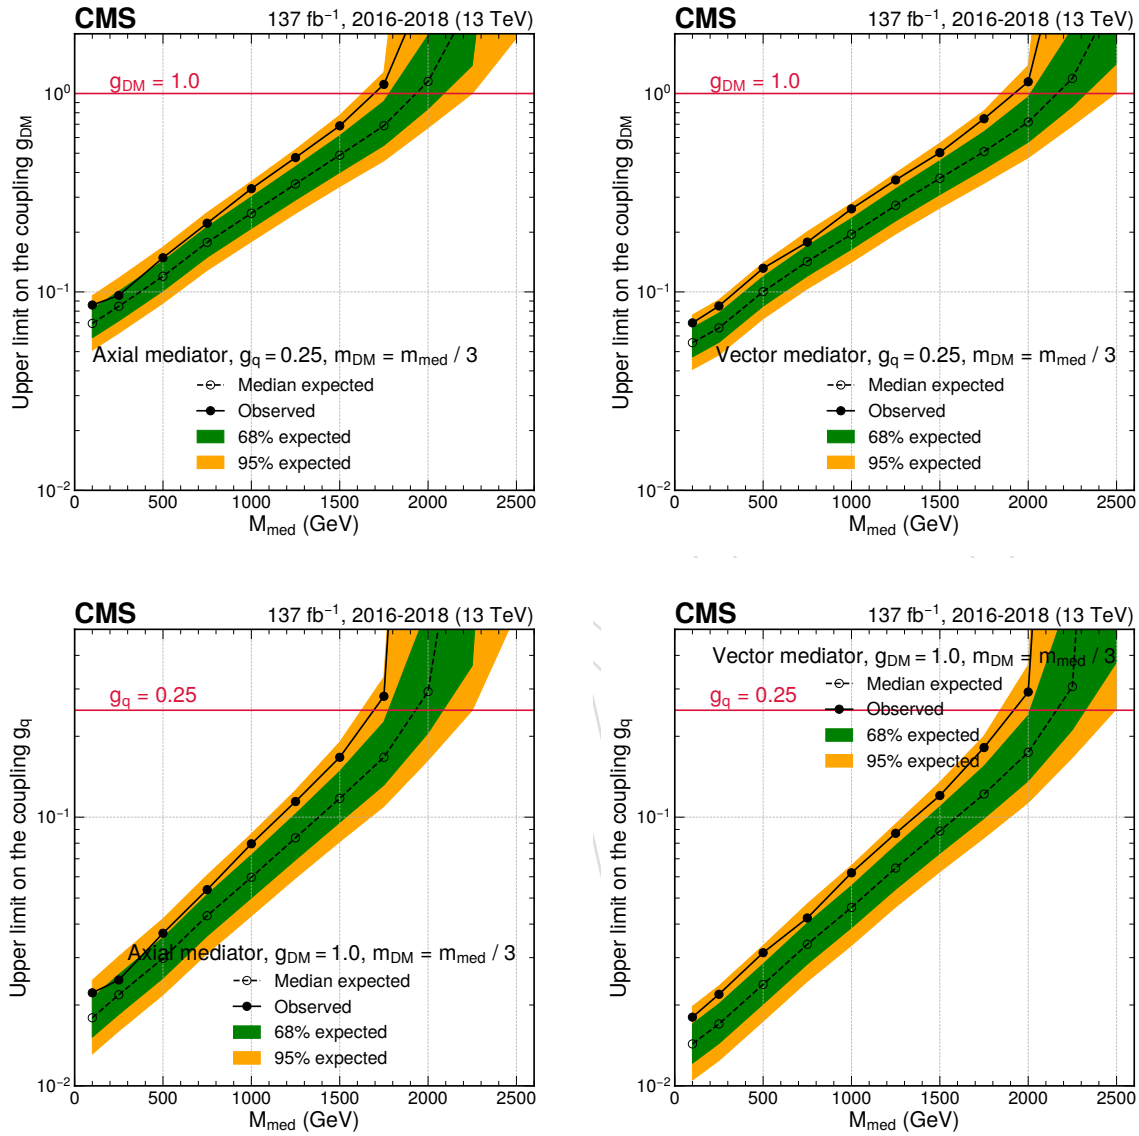 CMS 137 fb⁻¹, 2016-2018 (13 TeV)
g_DM = 1.0
Upper limit on the coupling g_DM
10⁰
10⁻¹
10⁻²
Axial mediator, g_q = 0.25, m_DM = m_med / 3
Median expected
Observed
68% expected
95% expected
0 500 1000 1500 2000 2500
M_med (GeV)
CMS 137 fb⁻¹, 2016-2018 (13 TeV)
g_DM = 1.0
Upper limit on the coupling g_DM
10⁰
10⁻¹
10⁻²
Vector mediator, g_q = 0.25, m_DM = m_med / 3
Median expected
Observed
68% expected
95% expected
0 500 1000 1500 2000 2500
M_med (GeV)
CMS 137 fb⁻¹, 2016-2018 (13 TeV)
g_q = 0.25
Upper limit on the coupling g_q
10⁻¹
10⁻²
Axial mediator, g_DM = 1.0, m_DM = m_med / 3
Median expected
Observed
68% expected
95% expected
0 500 1000 1500 2000 2500
M_med (GeV)
CMS 137 fb⁻¹, 2016-2018 (13 TeV)
Vector mediator, g_DM = 1.0, m_DM = m_med / 3
Median expected
g_q = 0.25
Observed
68% expected
95% expected
Upper limit on the coupling g_q
10⁻¹
10⁻²
0 500 1000 1500 2000 2500
M_med (GeV)